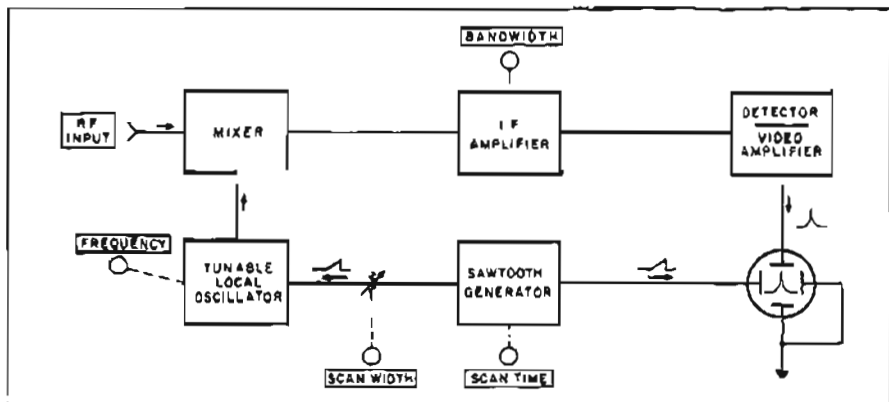 BANDWIDTH
RF
INPUT
MIXER
I F
AMPLIFIER
DETECTOR
VIDEO
AMPLIFIER
FREQUENCY
TUNABLE
LOCAL
OSCILLATOR
SAWTOOTH
GENERATOR
SCAN WIDTH
SCAN TIME